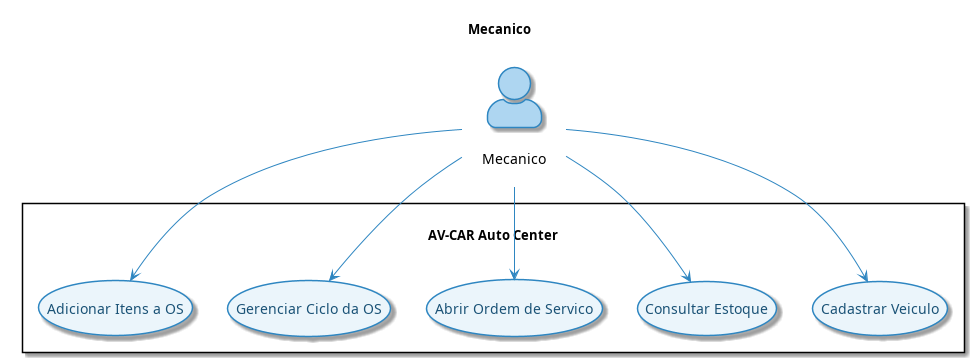 Mecanico
Mecanico
AV-CAR Auto Center
Adicionar Itens a OS
Gerenciar Ciclo da OS
Abrir Ordem de Servico
Consultar Estoque
Cadastrar Veiculo